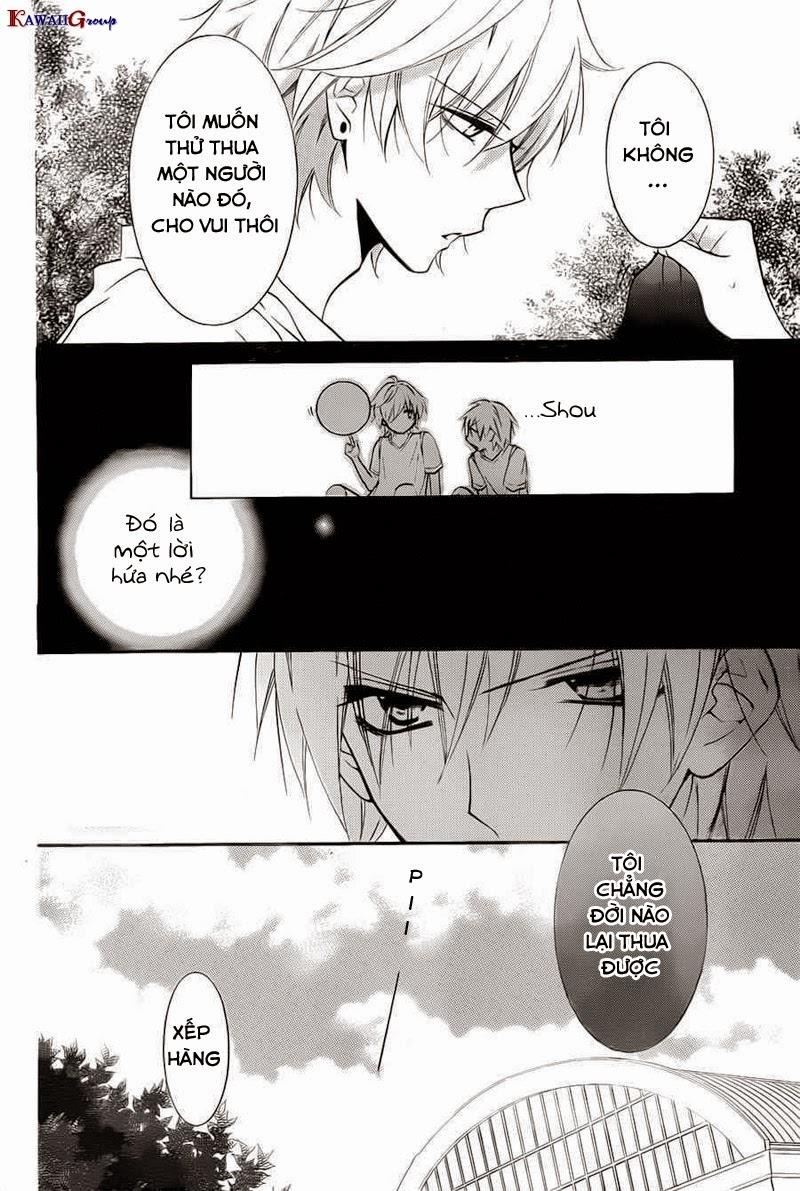 KAWAIIGROUP
TÔI MUỐN
THỬ THUA
MỘT NGƯỜI
NÀO ĐÓ,
CHO VUI THÔI
TÔI
KHÔNG
...
...Shou
Đó là
một lời
hứa nhé?
TÔI
CHẲNG
ĐỜI NÀO
LẠI THUA
ĐƯỢC
PII
XẾP
HÀNG